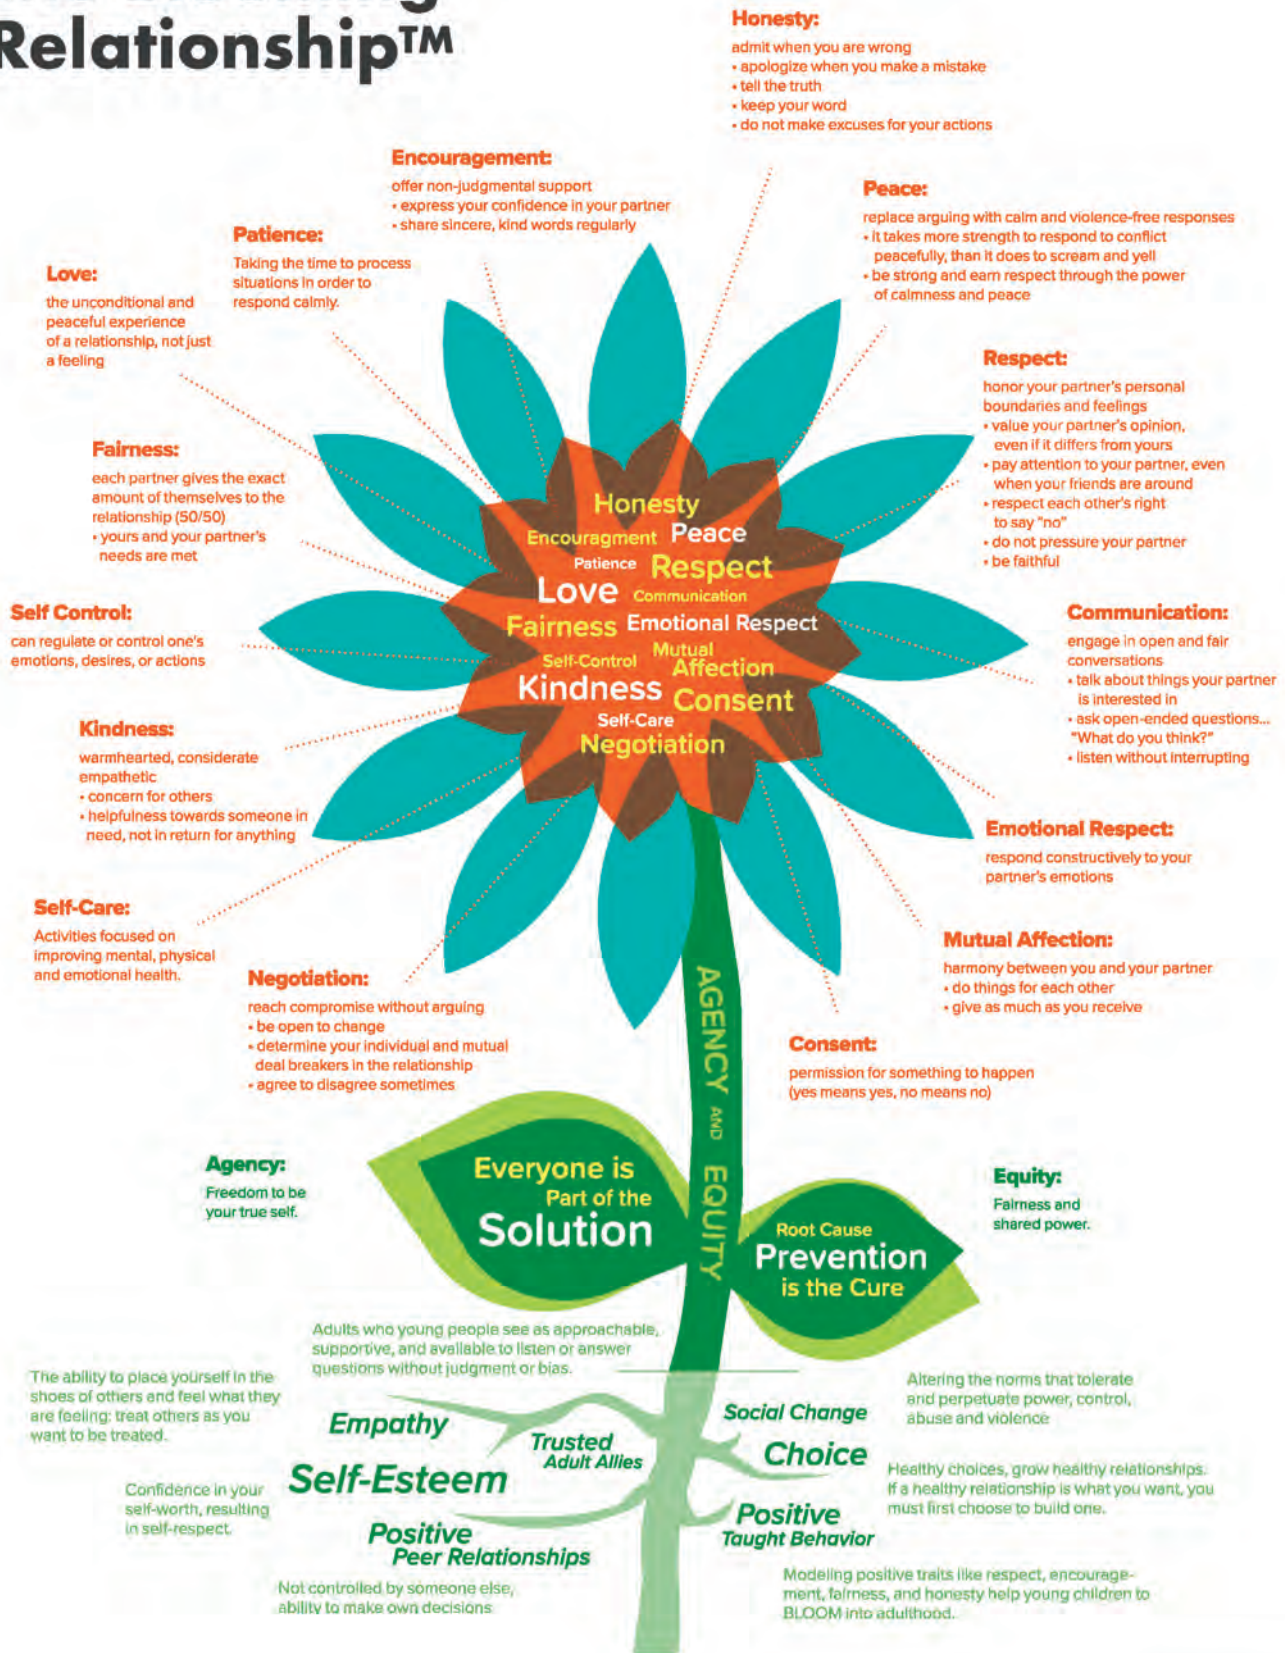 Relationship™
Honesty:
admit when you are wrong
• apologize when you make a mistake
• tell the truth
• keep your word
• do not make excuses for your actions
Encouragement:
offer non-judgmental support
• express your confidence in your partner
• share sincere, kind words regularly
Peace:
replace arguing with calm and violence-free responses
• it takes more strength to respond to conflict
peacefully, than it does to scream and yell
• be strong and earn respect through the power
of calmness and peace
Patience:
Taking the time to process
situations in order to
respond calmly.
Love:
the unconditional and
peaceful experience
of a relationship, not just
a feeling
Respect:
honor your partner's personal
boundaries and feelings
• value your partner's opinion,
even if it differs from yours
• pay attention to your partner, even
when your friends are around
• respect each other's right
to say "no"
• do not pressure your partner
• be faithful
Fairness:
each partner gives the exact
amount of themselves to the
relationship (50/50)
• yours and your partner's
needs are met
Honesty
Encouragment Peace
Patience Respect
Love Communication
Fairness Emotional Respect
Self-Control Mutual
Affection
Kindness Consent
Self-Care
Negotiation
Self Control:
can regulate or control one's
emotions, desires, or actions
Communication:
engage in open and fair
conversations
• talk about things your partner
is interested in
• ask open-ended questions...
"What do you think?"
• listen without interrupting
Kindness:
warmhearted, considerate
empathetic
• concern for others
• helpfulness towards someone in
need, not in return for anything
Emotional Respect:
respond constructively to your
partner's emotions
Self-Care:
Activities focused on
improving mental, physical
and emotional health.
Mutual Affection:
harmony between you and your partner
• do things for each other
• give as much as you receive
Negotiation:
reach compromise without arguing
• be open to change
• determine your individual and mutual
deal breakers in the relationship
• agree to disagree sometimes
Consent:
permission for something to happen
(yes means yes, no means no)
AGENCY AND EQUITY
Agency:
Freedom to be
your true self.
Everyone is
Part of the
Solution
Equity:
Fairness and
shared power.
Root Cause
Prevention
is the Cure
Adults who young people see as approachable,
supportive, and available to listen or answer
questions without judgment or bias.
The ability to place yourself in the
shoes of others and feel what they
are feeling: treat others as you
want to be treated.
Altering the norms that tolerate
and perpetuate power, control,
abuse and violence
Empathy
Trusted
Adult Allies
Social Change
Choice
Self-Esteem
Healthy choices, grow healthy relationships.
If a healthy relationship is what you want, you
must first choose to build one.
Confidence in your
self-worth, resulting
in self-respect.
Positive
Peer Relationships
Positive
Taught Behavior
Not controlled by someone else,
ability to make own decisions
Modeling positive traits like respect, encourage-
ment, fairness, and honesty help young children to
BLOOM into adulthood.